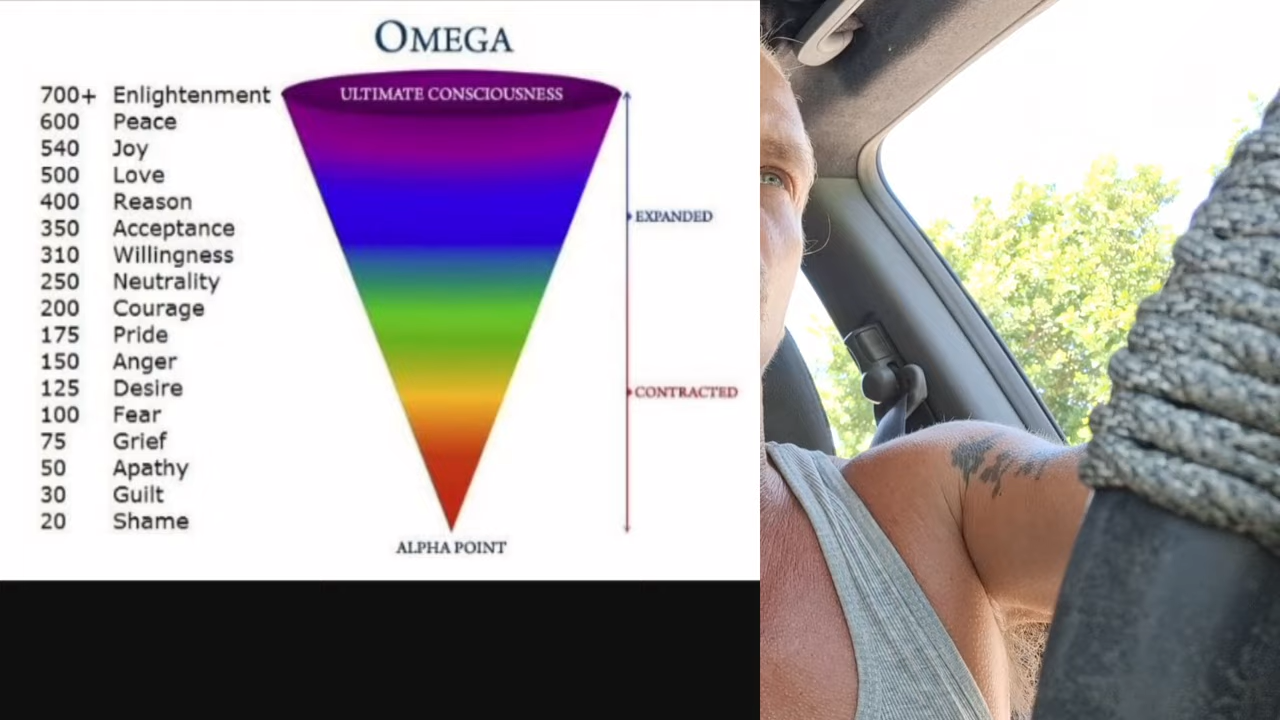 OMEGA
ULTIMATE CONSCIOUSNESS
700+ Enlightenment
600 Peace
540 Joy
500 Love
400 Reason
350 Acceptance
310 Willingness
250 Neutrality
200 Courage
175 Pride
150 Anger
125 Desire
100 Fear
75 Grief
50 Apathy
30 Guilt
20 Shame
EXPANDED
CONTRACTED
ALPHA POINT